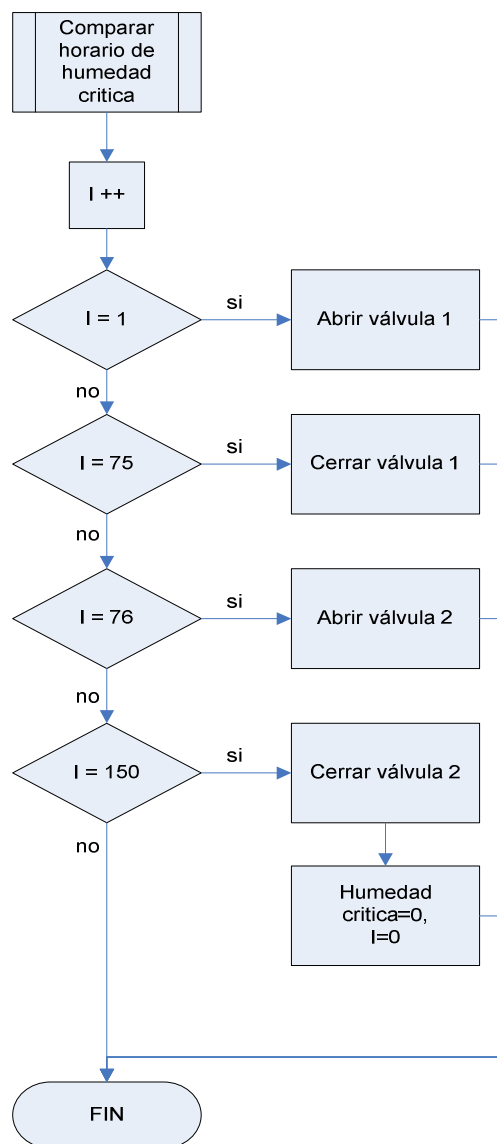 Comparar
horario de
humedad
critica
I ++
I = 1
si
Abrir válvula 1
no
I = 75
si
Cerrar válvula 1
no
I = 76
si
Abrir válvula 2
no
I = 150
si
Cerrar válvula 2
no
Humedad
critica=0,
I=0
FIN